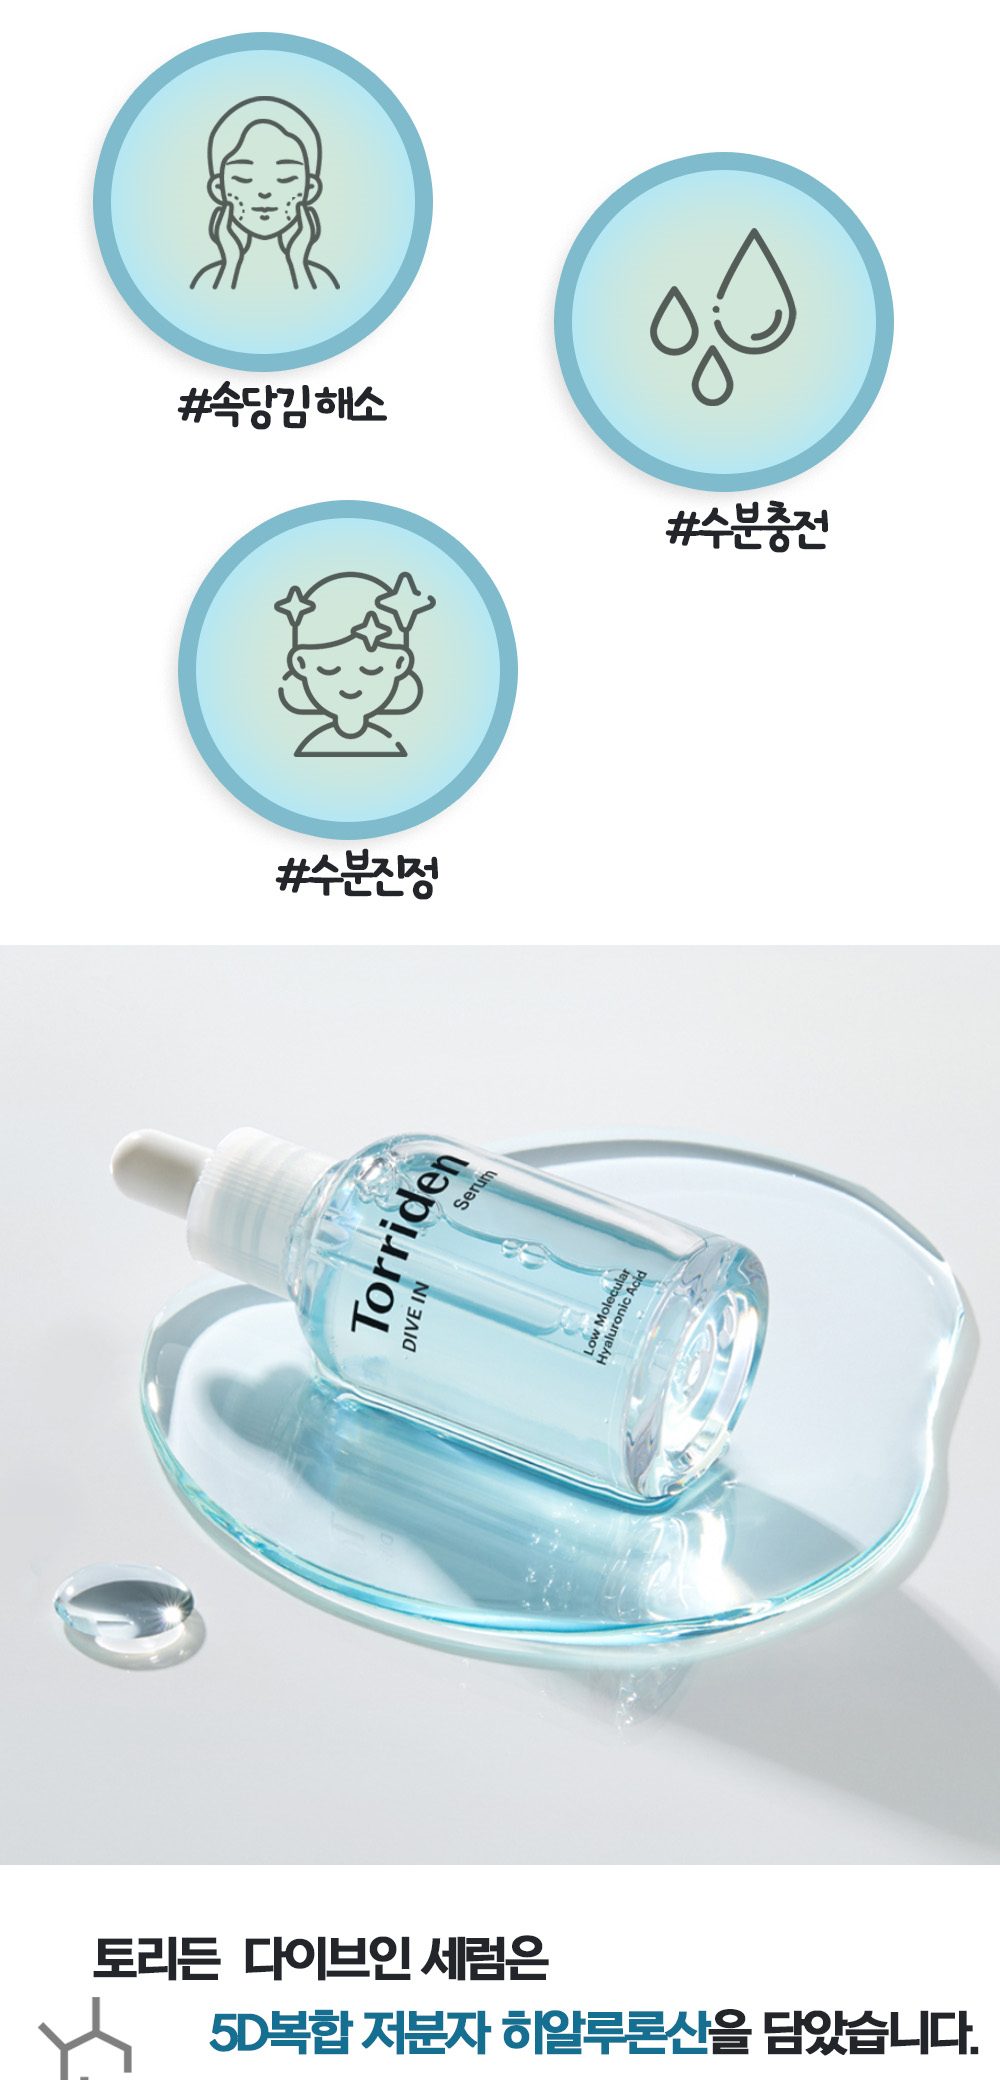 #속당김해소
#수분충전
#수분진정
Torriden
Serum
DIVE IN
Low Molecular
Hyaluronic Acid
토리든 다이브인 세럼은
5D복합 저분자 히알루론산을 담았습니다.